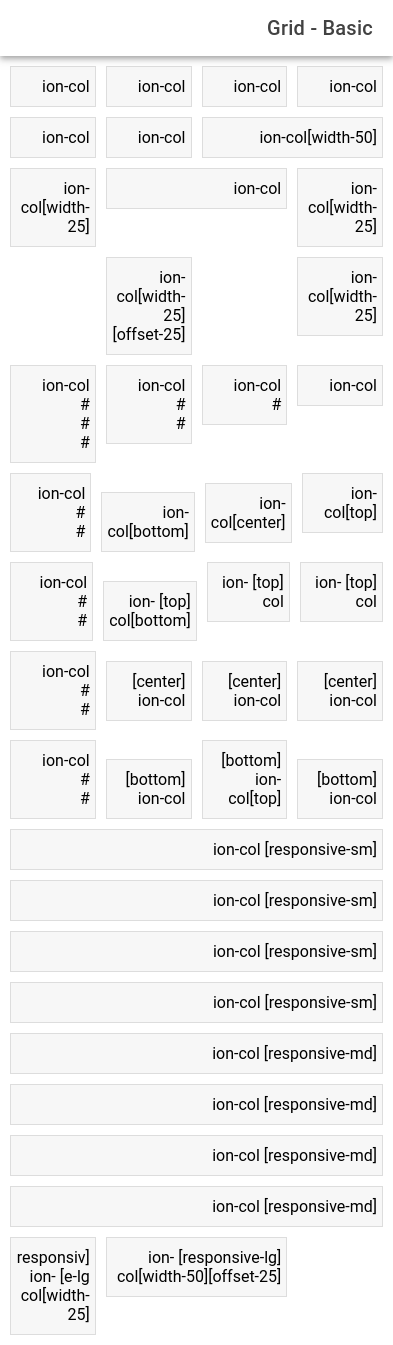 Grid - Basic
ion-col
ion-col
ion-col
ion-col
ion-col
ion-col
ion-col[width-50]
ion-
col[width-
25]
ion-col
ion-
col[width-
25]
ion-
col[width-
25]
[offset-25]
ion-
col[width-
25]
ion-col
#
#
#
ion-col
#
#
ion-col
#
ion-col
ion-col
#
#
ion-
col[bottom]
ion-
col[center]
ion-
col[top]
ion-col
#
#
ion- [top]
col[bottom]
ion- [top]
col
ion- [top]
col
ion-col
#
#
[center]
ion-col
[center]
ion-col
[center]
ion-col
ion-col
#
#
[bottom]
ion-col
[bottom]
ion-
col[top]
[bottom]
ion-col
ion-col [responsive-sm]
ion-col [responsive-sm]
ion-col [responsive-sm]
ion-col [responsive-sm]
ion-col [responsive-md]
ion-col [responsive-md]
ion-col [responsive-md]
ion-col [responsive-md]
responsiv]
ion- [e-lg
col[width-
25]
ion- [responsive-lg]
col[width-50][offset-25]